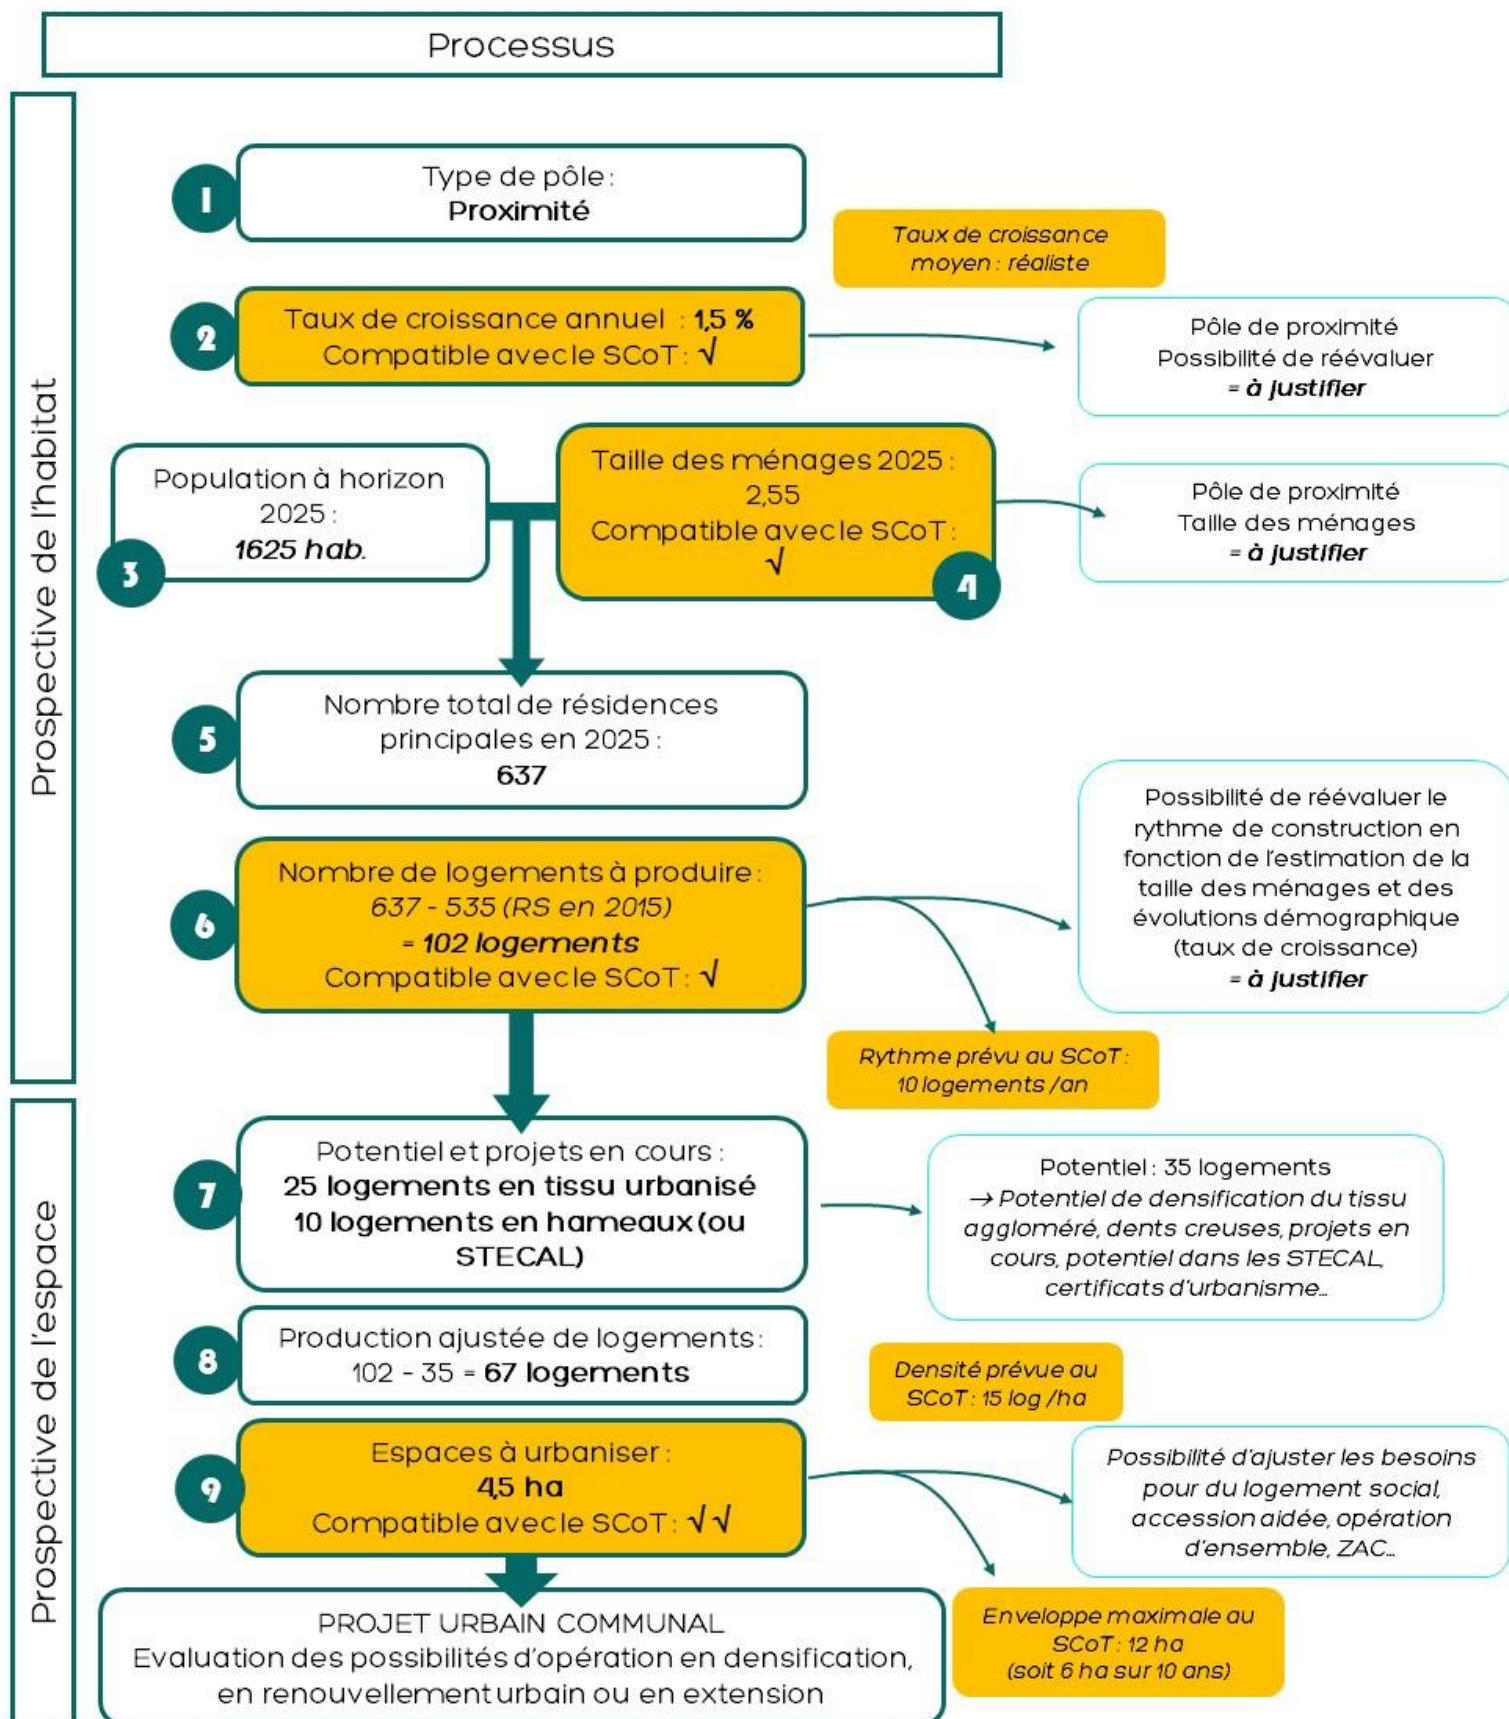 Processus
Prospective de l'habitat
1
Type de pôle :
Proximité
Taux de croissance
moyen : réaliste
2
Taux de croissance annuel : 1,5 %
Compatible avec le SCoT : √
Pôle de proximité
Possibilité de réévaluer
= à justifier
Population à horizon
2025 :
1625 hab.
3
Taille des ménages 2025 :
2,55
Compatible avec le SCoT :
√
4
Pôle de proximité
Taille des ménages
= à justifier
5
Nombre total de résidences
principales en 2025 :
637
6
Nombre de logements à produire :
637 - 535 (RS en 2015)
= 102 logements
Compatible avec le SCoT : √
Possibilité de réévaluer le
rythme de construction en
fonction de l'estimation de la
taille des ménages et des
évolutions démographique
(taux de croissance)
= à justifier
Rythme prévu au SCoT :
10 logements /an
Prospective de l'espace
7
Potentiel et projets en cours :
25 logements en tissu urbanisé
10 logements en hameaux (ou
STECAL)
Potentiel : 35 logements
→ Potentiel de densification du tissu
aggloméré, dents creuses, projets en
cours, potentiel dans les STECAL,
certificats d'urbanisme...
8
Production ajustée de logements :
102 - 35 = 67 logements
Densité prévue au
SCoT : 15 log /ha
9
Espaces à urbaniser :
4,5 ha
Compatible avec le SCoT : √ √
Possibilité d'ajuster les besoins
pour du logement social,
accession aidée, opération
d'ensemble, ZAC...
Enveloppe maximale au
SCoT : 12 ha
(soit 6 ha sur 10 ans)
PROJET URBAIN COMMUNAL
Evaluation des possibilités d'opération en densification,
en renouvellement urbain ou en extension